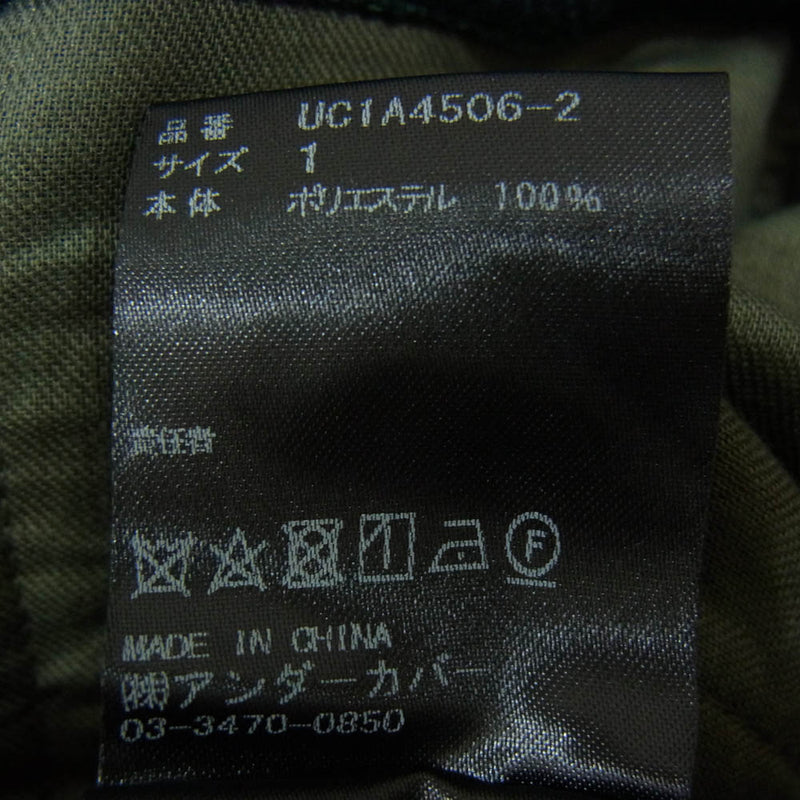 品番 UC1A4506-2
サイズ 1
本体 ポリエステル 100%
責任者
F
MADE IN CHINA
㈱アンダーカバー
03-3470-0850